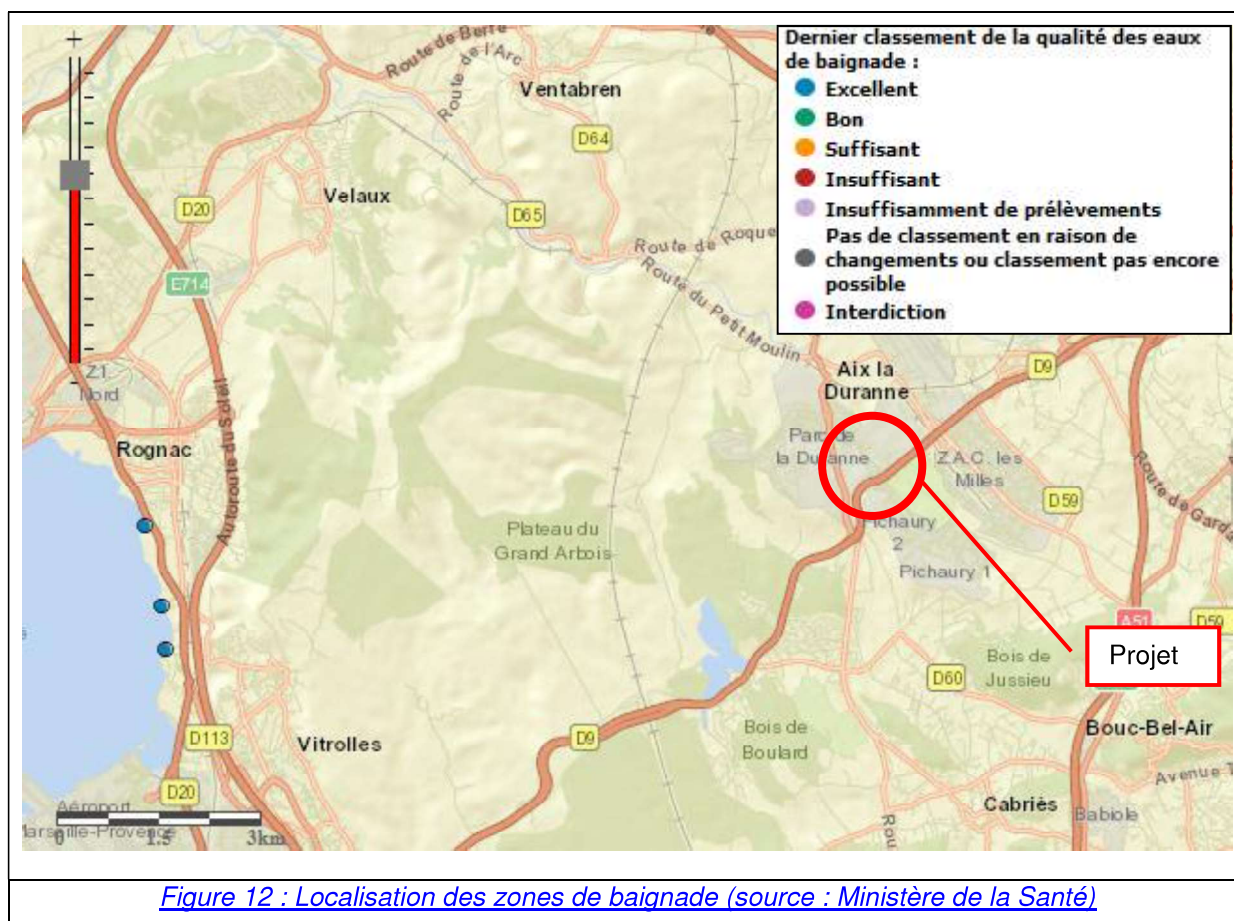 Dernier classement de la qualité des eaux
de baignade :
Excellent
Bon
Suffisant
Insuffisant
Insuffisamment de prélèvements
Pas de classement en raison de
changements ou classement pas encore
possible
Interdiction
Route de Berre
Route de l'Arc
Ventabren
D64
Velaux
D20
D65
Route de Roque
E714
Route du Petit Moulin
Z1
Nord
Aix la
Duranne
D9
Rognac
Autoroute du Soleil
Parc de
la Duranne
Z.A.C. les
Milles
D59
Route de Garda
Plateau du
Grand Arbois
Pichaury
2
Pichaury 1
A51
D59
Projet
Bois de
Jussieu
D60
D113
Vitrolles
D9
Bois de
Boulard
Bouc-Bel-Air
Avenue T
D20
Aéroport
Marseille-Provence
0 1.5 3km
Cabriès
Babiole
Rou
Figure 12 : Localisation des zones de baignade (source : Ministère de la Santé)